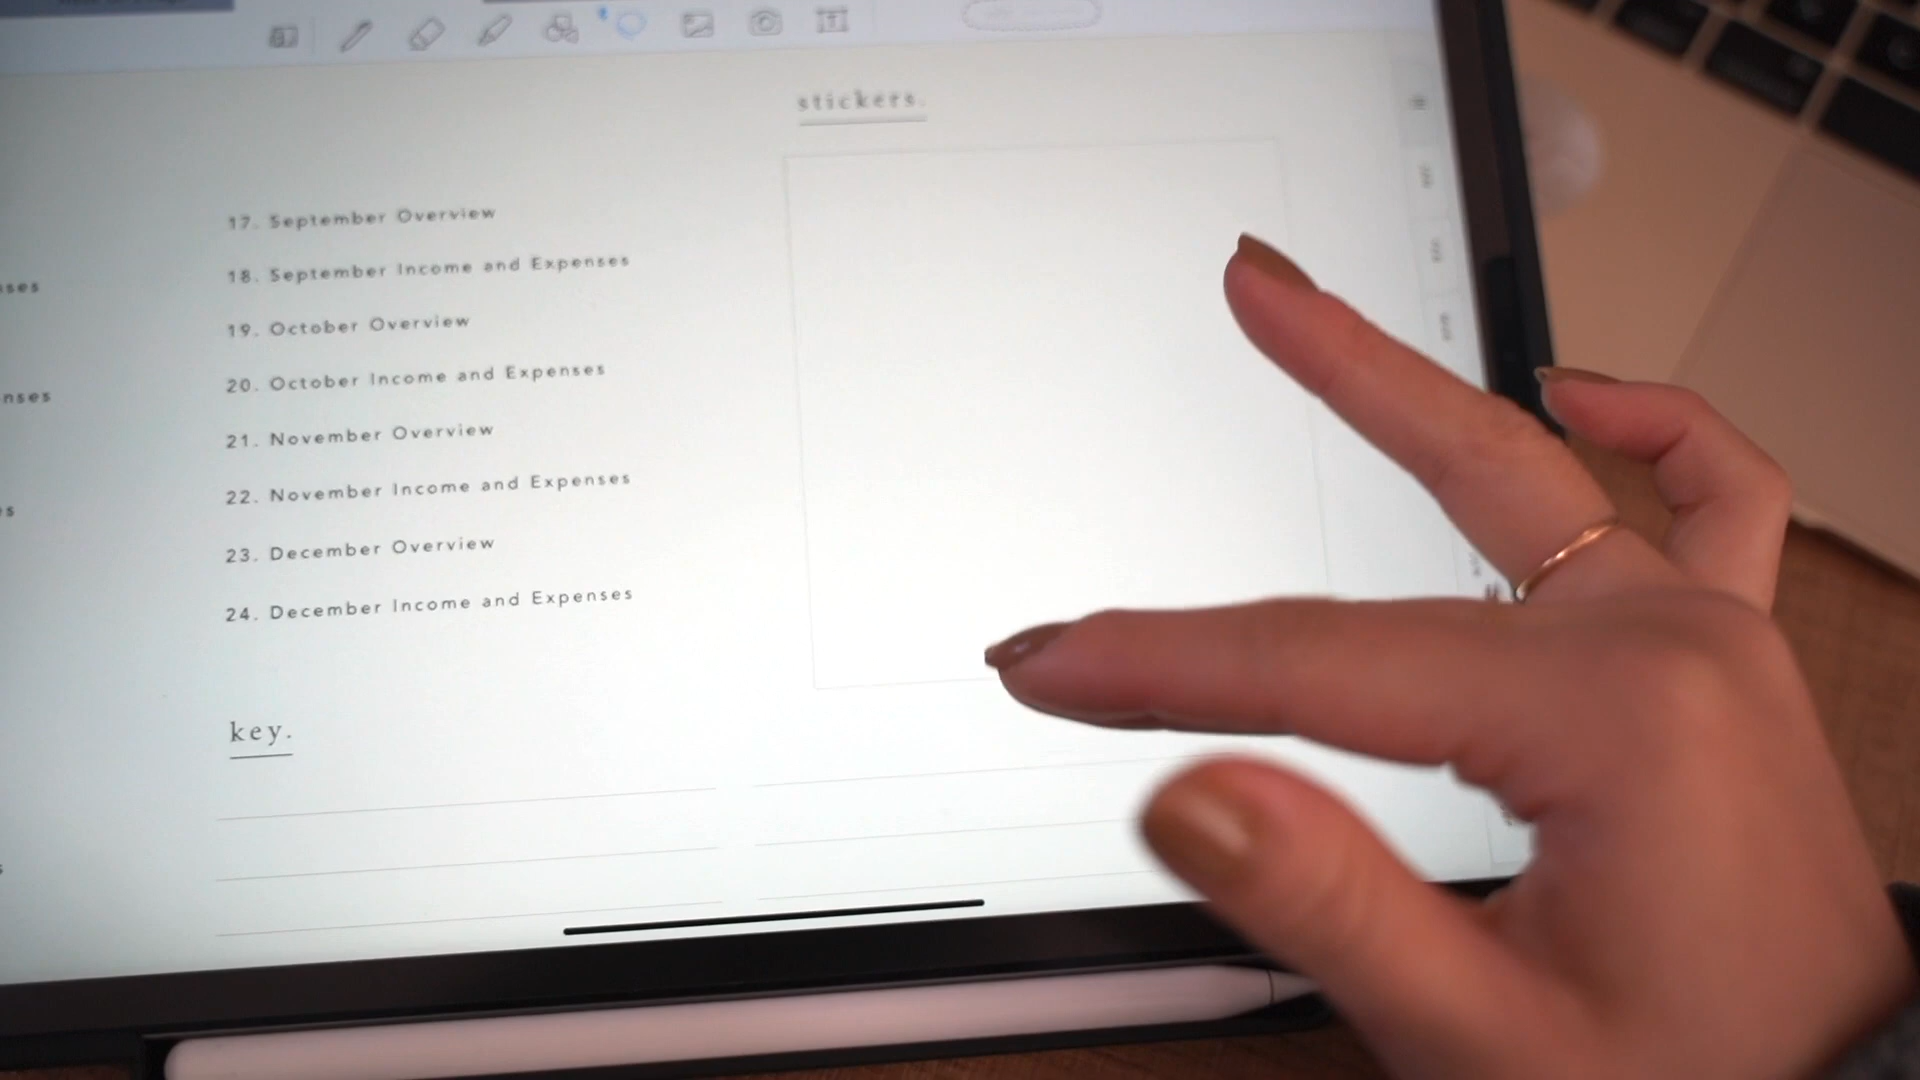 stickers.
17. September Overview
18. September Income and Expenses
19. October Overview
20. October Income and Expenses
21. November Overview
22. November Income and Expenses
23. December Overview
24. December Income and Expenses
key.